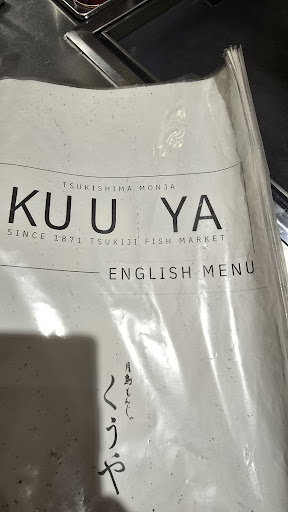 TSUKISHIMA MONJA
KUU YA
SINCE 1871 TSUKIJI FISH MARKET
ENGLISH MENU
月島もんじゃ
くうや